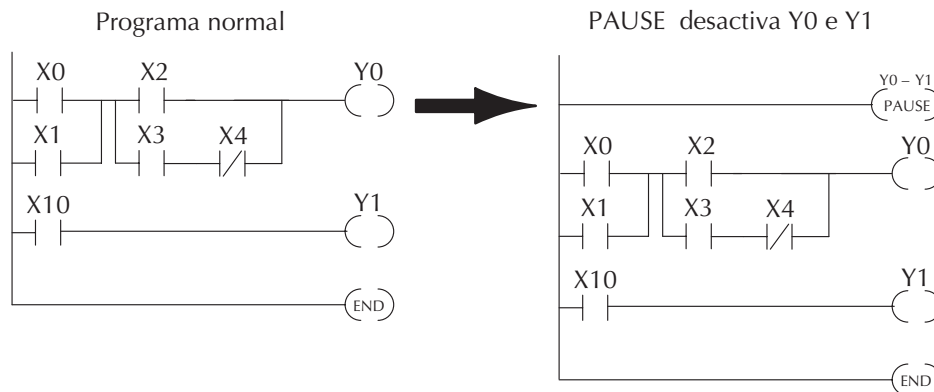 Programa normal
X0 X2 Y0
X1 X3 X4
X10 Y1
END
PAUSE desactiva Y0 e Y1
Y0 – Y1
PAUSE
X0 X2 Y0
X1 X3 X4
X10 Y1
END